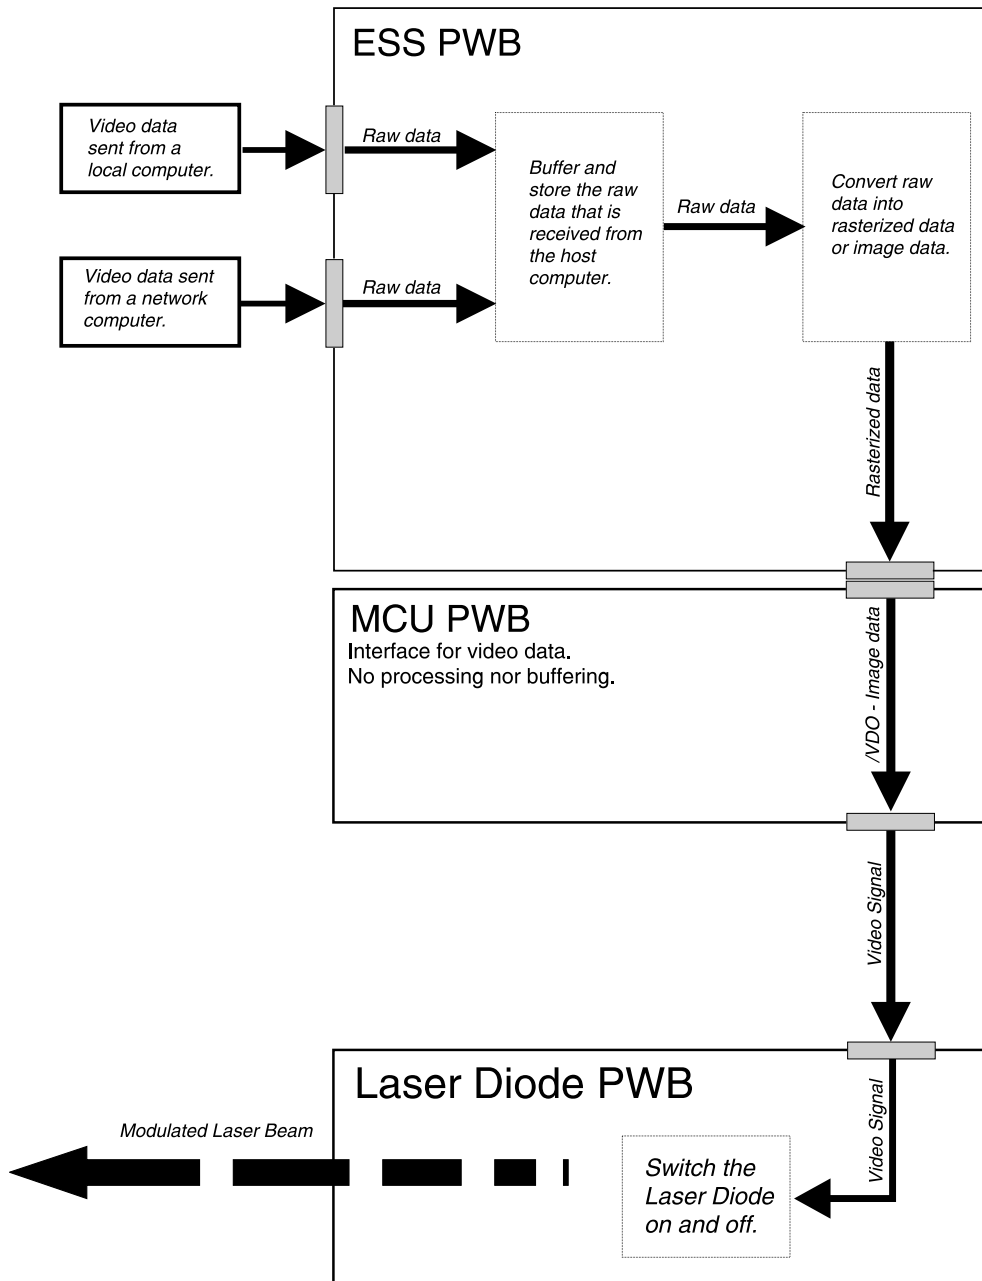 ESS PWB
Video data
sent from a
local computer.
Raw data
Buffer and
store the raw
data that is
received from
the host
computer.
Raw data
Convert raw
data into
rasterized data
or image data.
Video data sent
from a network
computer.
Raw data
Rasterized data
MCU PWB
Interface for video data.
No processing nor buffering.
/VDO - Image data
Video Signal
Laser Diode PWB
Video Signal
Modulated Laser Beam
Switch the
Laser Diode
on and off.